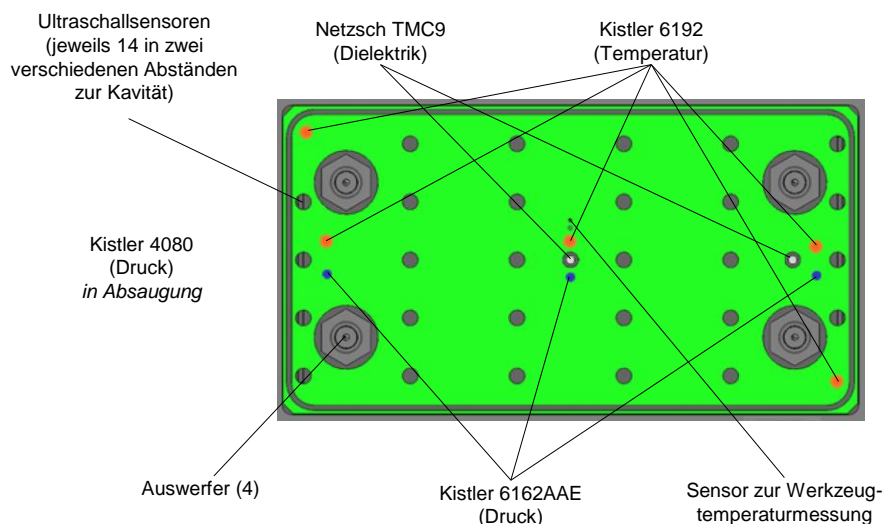 Ultraschallsensoren
(jeweils 14 in zwei
verschiedenen Abständen
zur Kavität)
Netzsch TMC9
(Dielektrik)
Kistler 6192
(Temperatur)
Kistler 4080
(Druck)
in Absaugung
Auswerfer (4)
Kistler 6162AAE
(Druck)
Sensor zur Werkzeug-
temperaturmessung